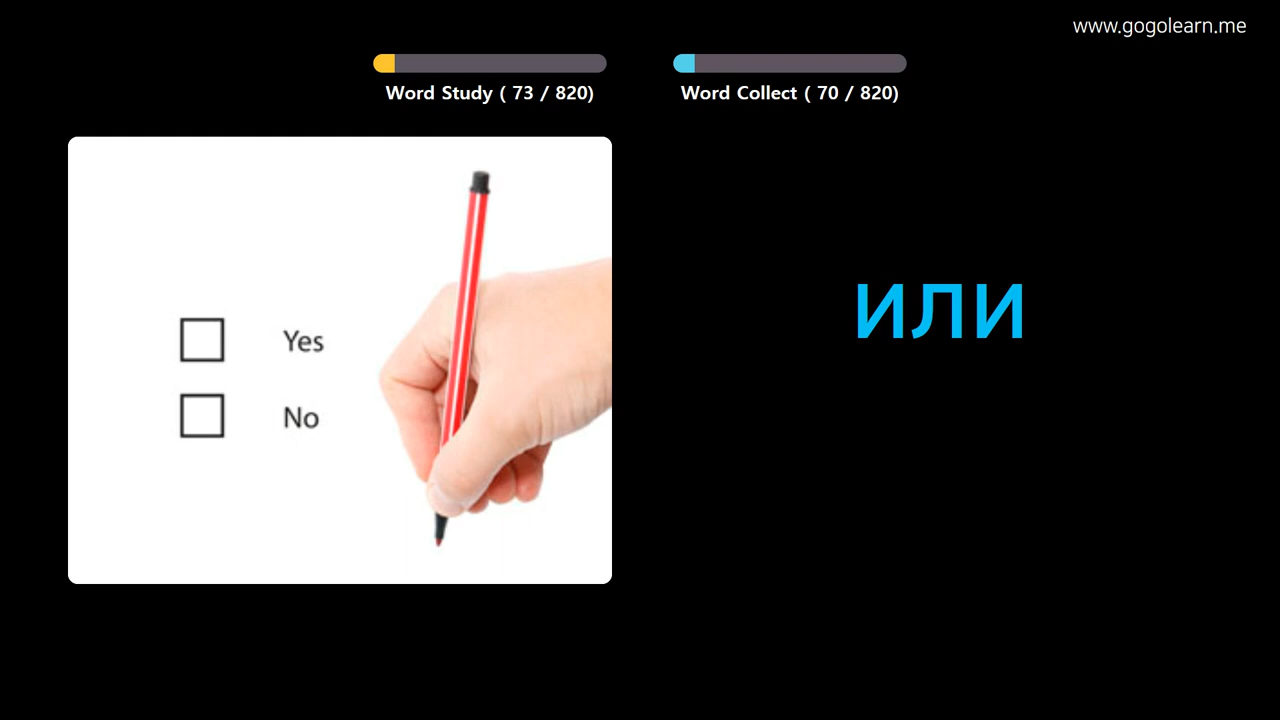 www.gogolearn.me
Word Study ( 73 / 820)
Word Collect ( 70 / 820)
Yes
No
или